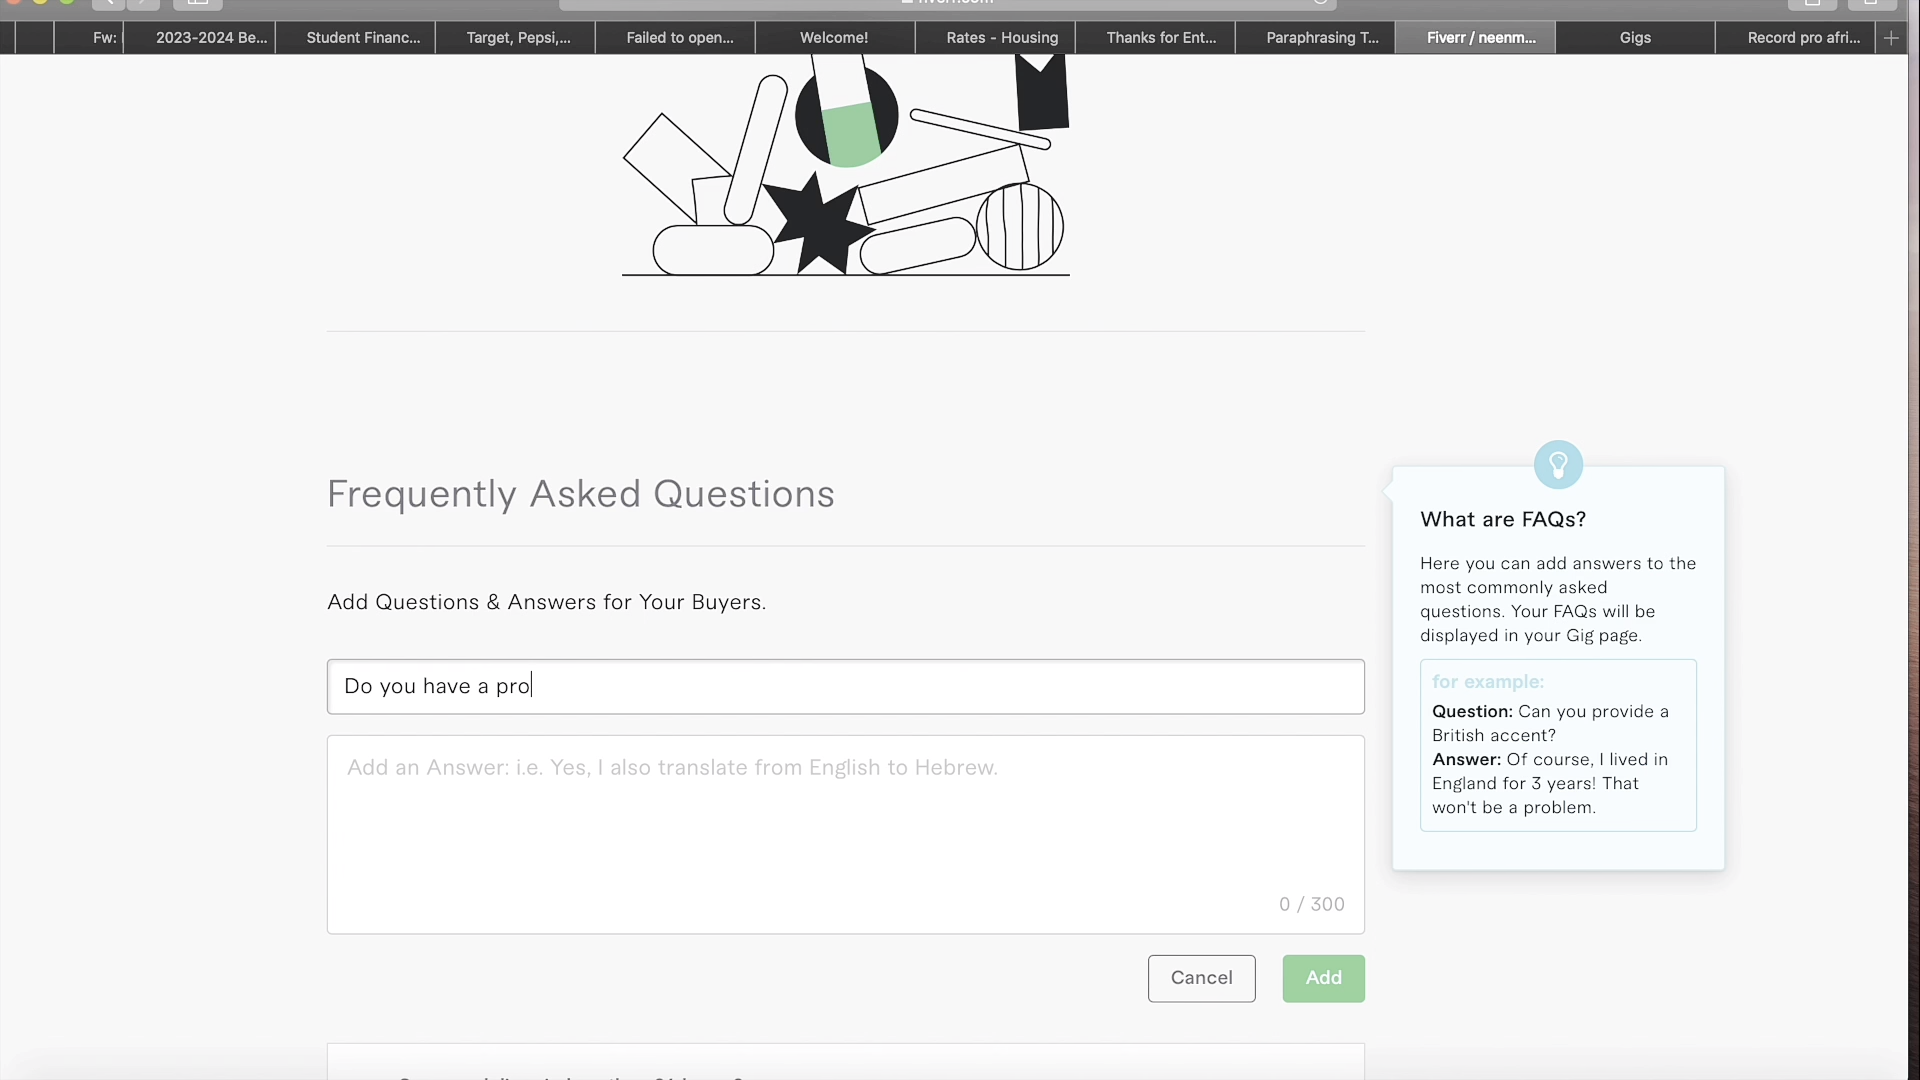 Fw:
2023-2024 Be...
Student Financ...
Target, Pepsi,...
Failed to open...
Welcome!
Rates - Housing
Thanks for Ent...
Paraphrasing T...
Fiverr / neenm...
Gigs
Record pro afri...
Frequently Asked Questions
Add Questions & Answers for Your Buyers.
Do you have a pro
Add an Answer: i.e. Yes, I also translate from English to Hebrew.
0 / 300
Cancel
Add
What are FAQs?
Here you can add answers to the
most commonly asked
questions. Your FAQs will be
displayed in your Gig page.
for example:
Question: Can you provide a
British accent?
Answer: Of course, I lived in
England for 3 years! That
won't be a problem.